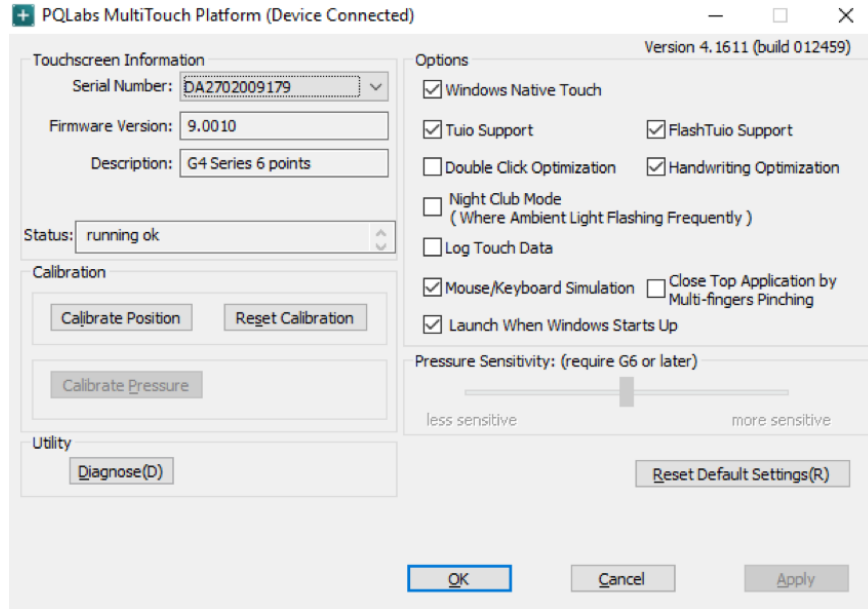 PQLabs MultiTouch Platform (Device Connected)
Version 4.1611 (build 012459)
Touchscreen Information
Serial Number: DA2702009179
Firmware Version: 9.0010
Description: G4 Series 6 points
Status: running ok
Calibration
Calibrate Position Reset Calibration
Calibrate Pressure
Utility
Diagnose(D)
Options
Windows Native Touch
Tuio Support FlashTuio Support
Double Click Optimization Handwriting Optimization
Night Club Mode
( Where Ambient Light Flashing Frequently )
Log Touch Data
Mouse/Keyboard Simulation Close Top Application by
Multi-fingers Pinching
Launch When Windows Starts Up
Pressure Sensitivity: (require G6 or later)
less sensitive more sensitive
Reset Default Settings(R)
OK Cancel Apply